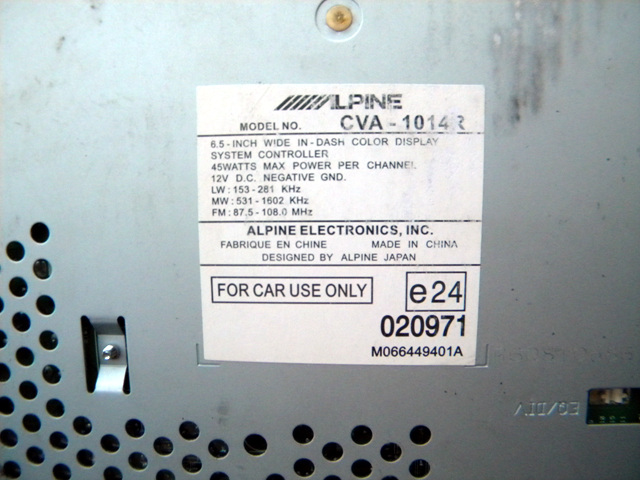 ALPINE
MODEL NO. CVA-1014R
6.5-INCH WIDE IN-DASH COLOR DISPLAY
SYSTEM CONTROLLER
45WATTS MAX POWER PER CHANNEL
12V D.C. NEGATIVE GND.
LW : 153-281 KHz
MW : 531-1602 KHz
FM : 87.5-108.0 MHz
ALPINE ELECTRONICS, INC.
FABRIQUE EN CHINE MADE IN CHINA
DESIGNED BY ALPINE JAPAN
FOR CAR USE ONLY e24
020971
M066449401A
EQ/DIV